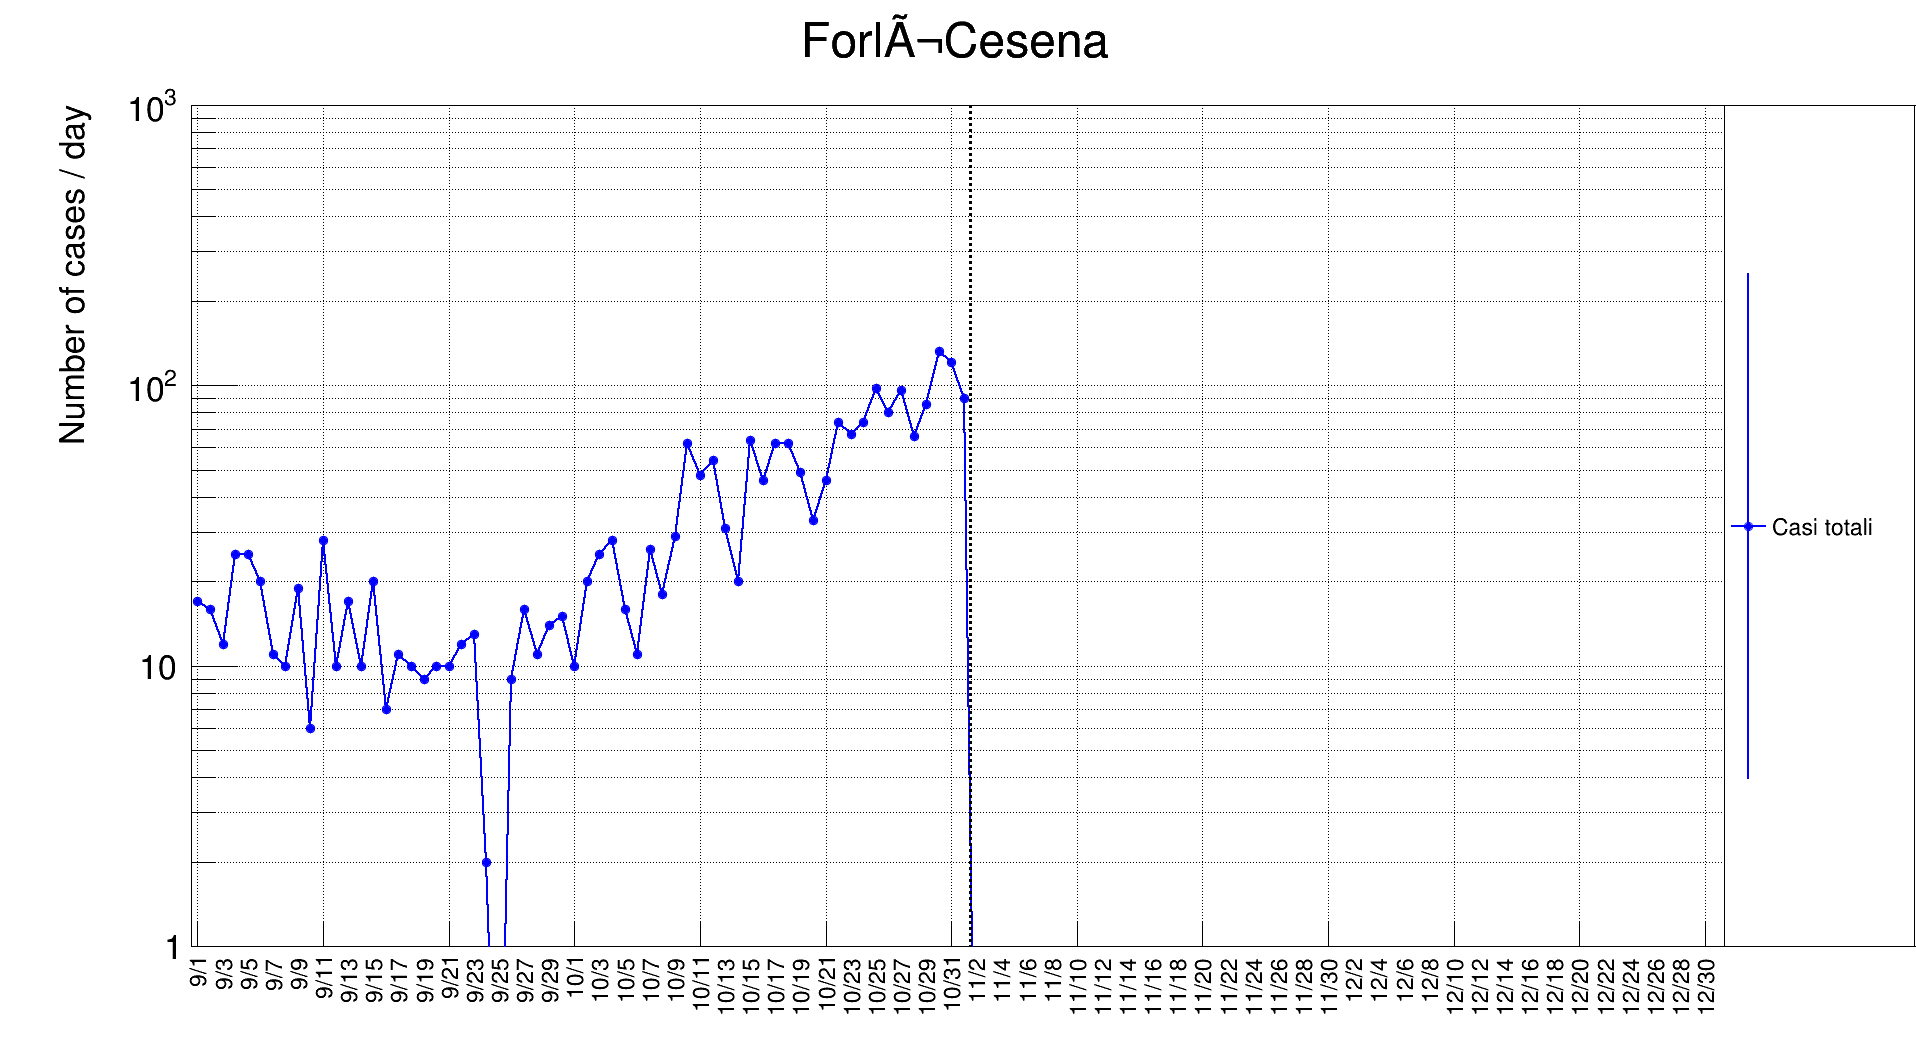 ForlÃ¬Cesena
Number of cases / day
10³
10²
10
1
9/1 9/3 9/5 9/7 9/9 9/11 9/13 9/15 9/17 9/19 9/21 9/23 9/25 9/27 9/29 10/1 10/3 10/5 10/7 10/9 10/11 10/13 10/15 10/17 10/19 10/21 10/23 10/25 10/27 10/29 10/31 11/2 11/4 11/6 11/8 11/10 11/12 11/14 11/16 11/18 11/20 11/22 11/24 11/26 11/28 11/30 12/2 12/4 12/6 12/8 12/10 12/12 12/14 12/16 12/18 12/20 12/22 12/24 12/26 12/28 12/30
Casi totali